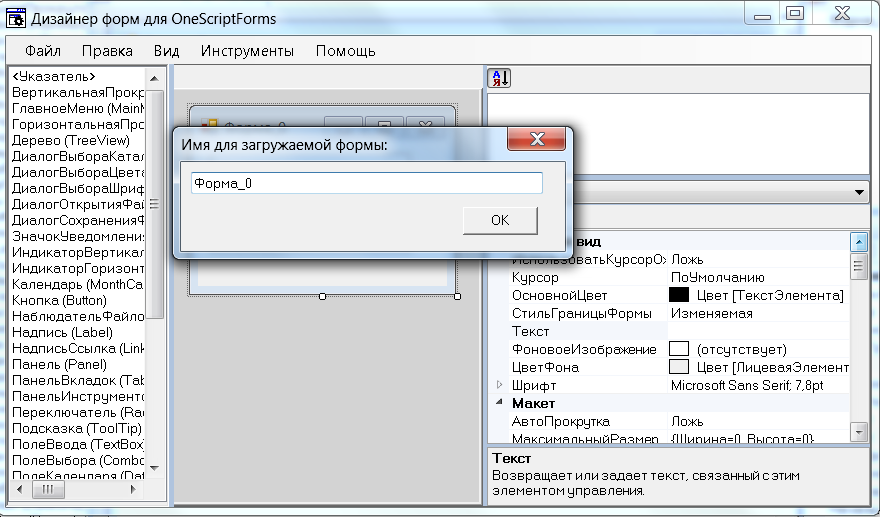 Дизайнер форм для OneScriptForms
Файл Правка Вид Инструменты Помощь
<Указатель>
ВертикальнаяПрокр
ГлавноеМеню (MainM
ГоризонтальнаяПро
Дерево (TreeView)
ДиалогВыбораКатал
ДиалогВыбораЦвета
ДиалогВыбораШриф
ДиалогОткрытияФай
ДиалогСохраненияФ
ЗначокУведомления
ИндикаторВертикал
ИндикаторГоризонт
Календарь (MonthCa
Кнопка (Button)
НаблюдательФайло
Надпись (Label)
НадписьСсылка (Link
Панель (Panel)
ПанельВкладок (Tab
ПанельИнструменто
Переключатель (Rad
Подсказка (ToolTip)
ПолеВвода (TextBox)
ПолеВыбора (Combo
ПолеКалендаря (Dat
Форма_0
Имя для загружаемой формы:
Форма_0
OK
А
Я
вид
ИспользоватьКурсорО Ложь
Курсор ПоУмолчанию
ОсновнойЦвет Цвет [ТекстЭлемента]
СтильГраницыФормы Изменяемая
Текст
ФоновоеИзображение (отсутствует)
ЦветФона Цвет [ЛицеваяЭлемент
Шрифт Microsoft Sans Serif; 7,8pt
Макет
АвтоПрокрутка Ложь
МаксимальныйРазмер {Ширина=0, Высота=0}
Текст
Возвращает или задает текст, связанный с этим
элементом управления.